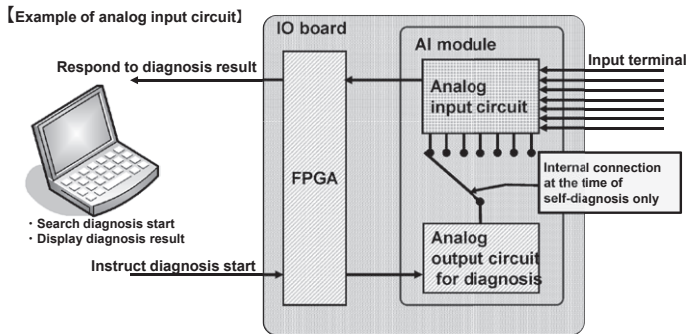 【Example of analog input circuit】
IO board
AI module
Respond to diagnosis result
Input terminal
Analog
input circuit
FPGA
Internal connection
at the time of
self-diagnosis only
・Search diagnosis start
・Display diagnosis result
Analog
output circuit
for diagnosis
Instruct diagnosis start